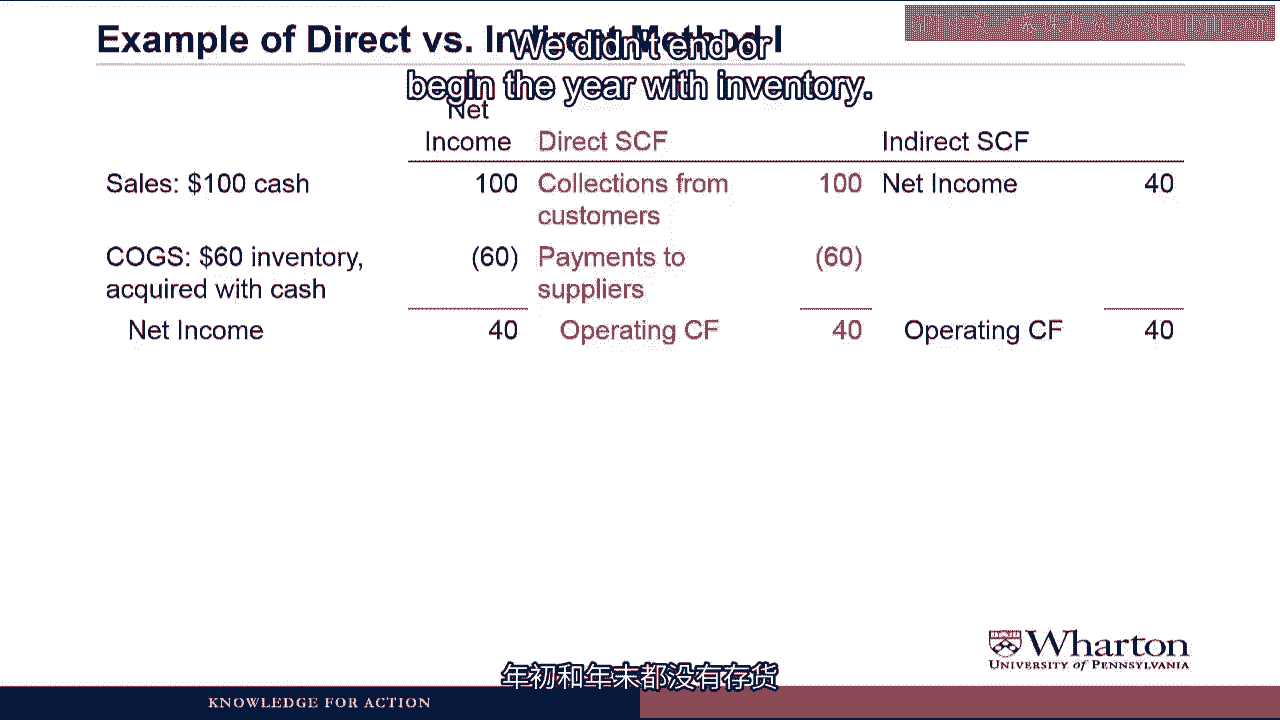 Example of Direct vs. Indirect Method I
We didn't end or
begin the year with inventory.
Net
Income Direct SCF Indirect SCF
Sales: $100 cash 100 Collections from 100 Net Income 40
customers
COGS: $60 inventory, (60) Payments to (60)
acquired with cash suppliers
Net Income 40 Operating CF 40 Operating CF 40
Wharton
UNIVERSITY of PENNSYLVANIA
年初和年末都没有存货
KNOWLEDGE FOR ACTION